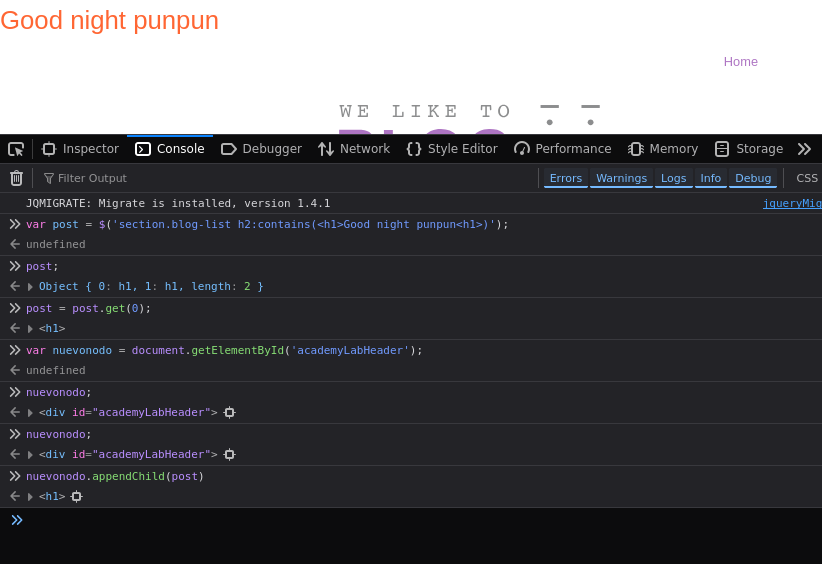 Good night punpun
Home
WE LIKE TO
BLOG
Inspector Console Debugger Network Style Editor Performance Memory Storage
Filter Output Errors Warnings Logs Info Debug CSS
JQMIGRATE: Migrate is installed, version 1.4.1 jqueryMig
var post = $('section.blog-list h2:contains(<h1>Good night punpun<h1>)');
undefined
post;
Object { 0: h1, 1: h1, length: 2 }
post = post.get(0);
<h1>
var nuevonodo = document.getElementById('academyLabHeader');
undefined
nuevonodo;
<div id="academyLabHeader">
nuevonodo;
<div id="academyLabHeader">
nuevonodo.appendChild(post)
<h1>